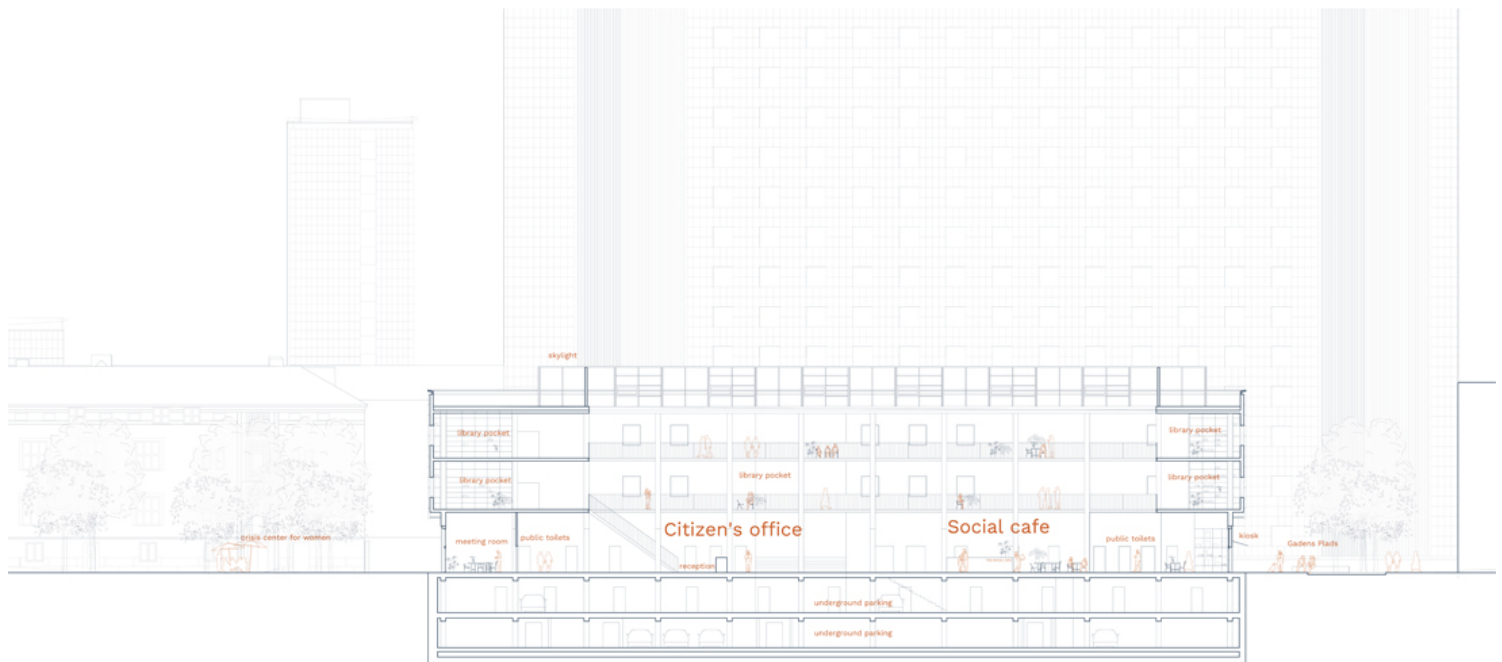 skylight
library pocket
library pocket
library pocket
library pocket
library pocket
Citizen's office
Social cafe
crisis center for women
meeting room
public toilets
public toilets
kiosk
Gadens Plads
reception
underground parking
underground parking